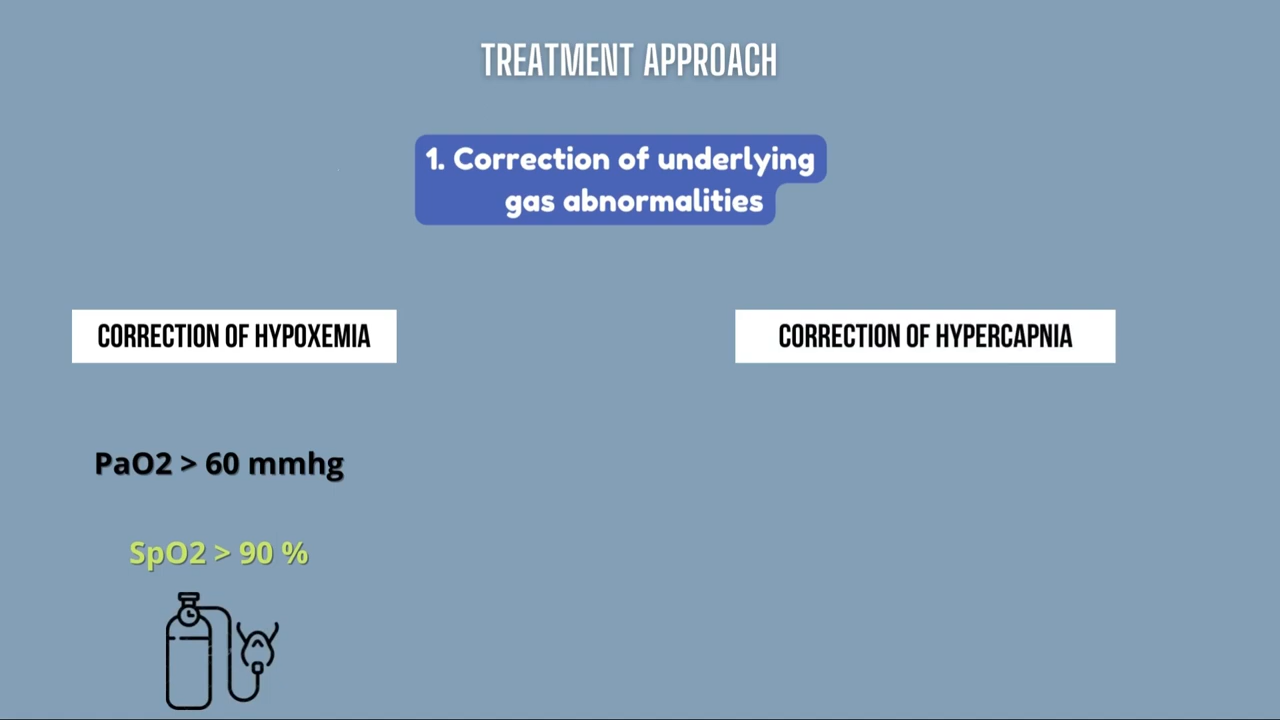 TREATMENT APPROACH
1. Correction of underlying
gas abnormalities
CORRECTION OF HYPOXEMIA
CORRECTION OF HYPERCAPNIA
PaO2 > 60 mmhg
SpO2 > 90 %